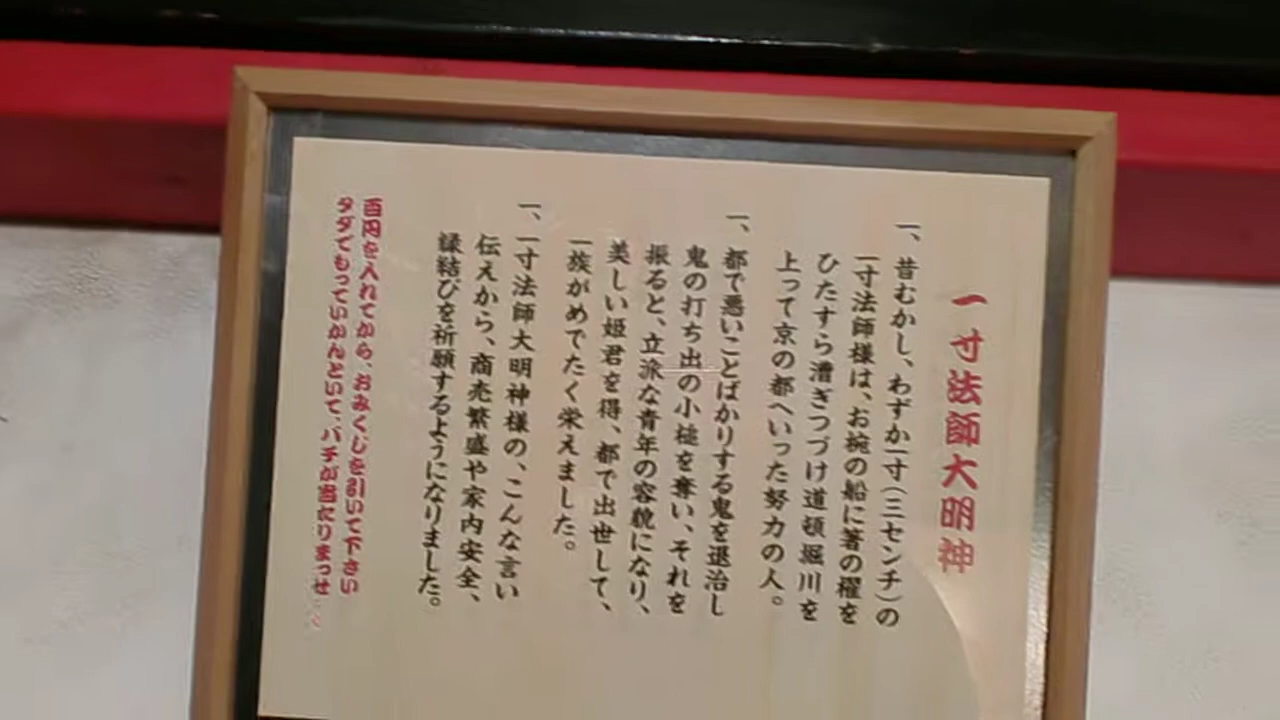 一寸法師大明神
一、昔むかし、わずか一寸(三センチ)の
一寸法師様は、お椀の船に箸の櫂を
ひたすら漕ぎつづけ道頓堀川を
上って京の都へいった努力の人。
一、都で悪いことばかりする鬼を退治し
鬼の打ち出の小槌を奪い、それを
振ると、立派な青年の容貌になり、
美しい姫君を得、都で出世して、
一族がめでたく栄えました。
一、一寸法師大明神様の、こんな言い
伝えから、商売繁盛や家内安全、
縁結びを祈願するようになりました。
百円を入れてから、おみくじを引いて下さい
タダでもっていかんといて、バチが当たりまっせ